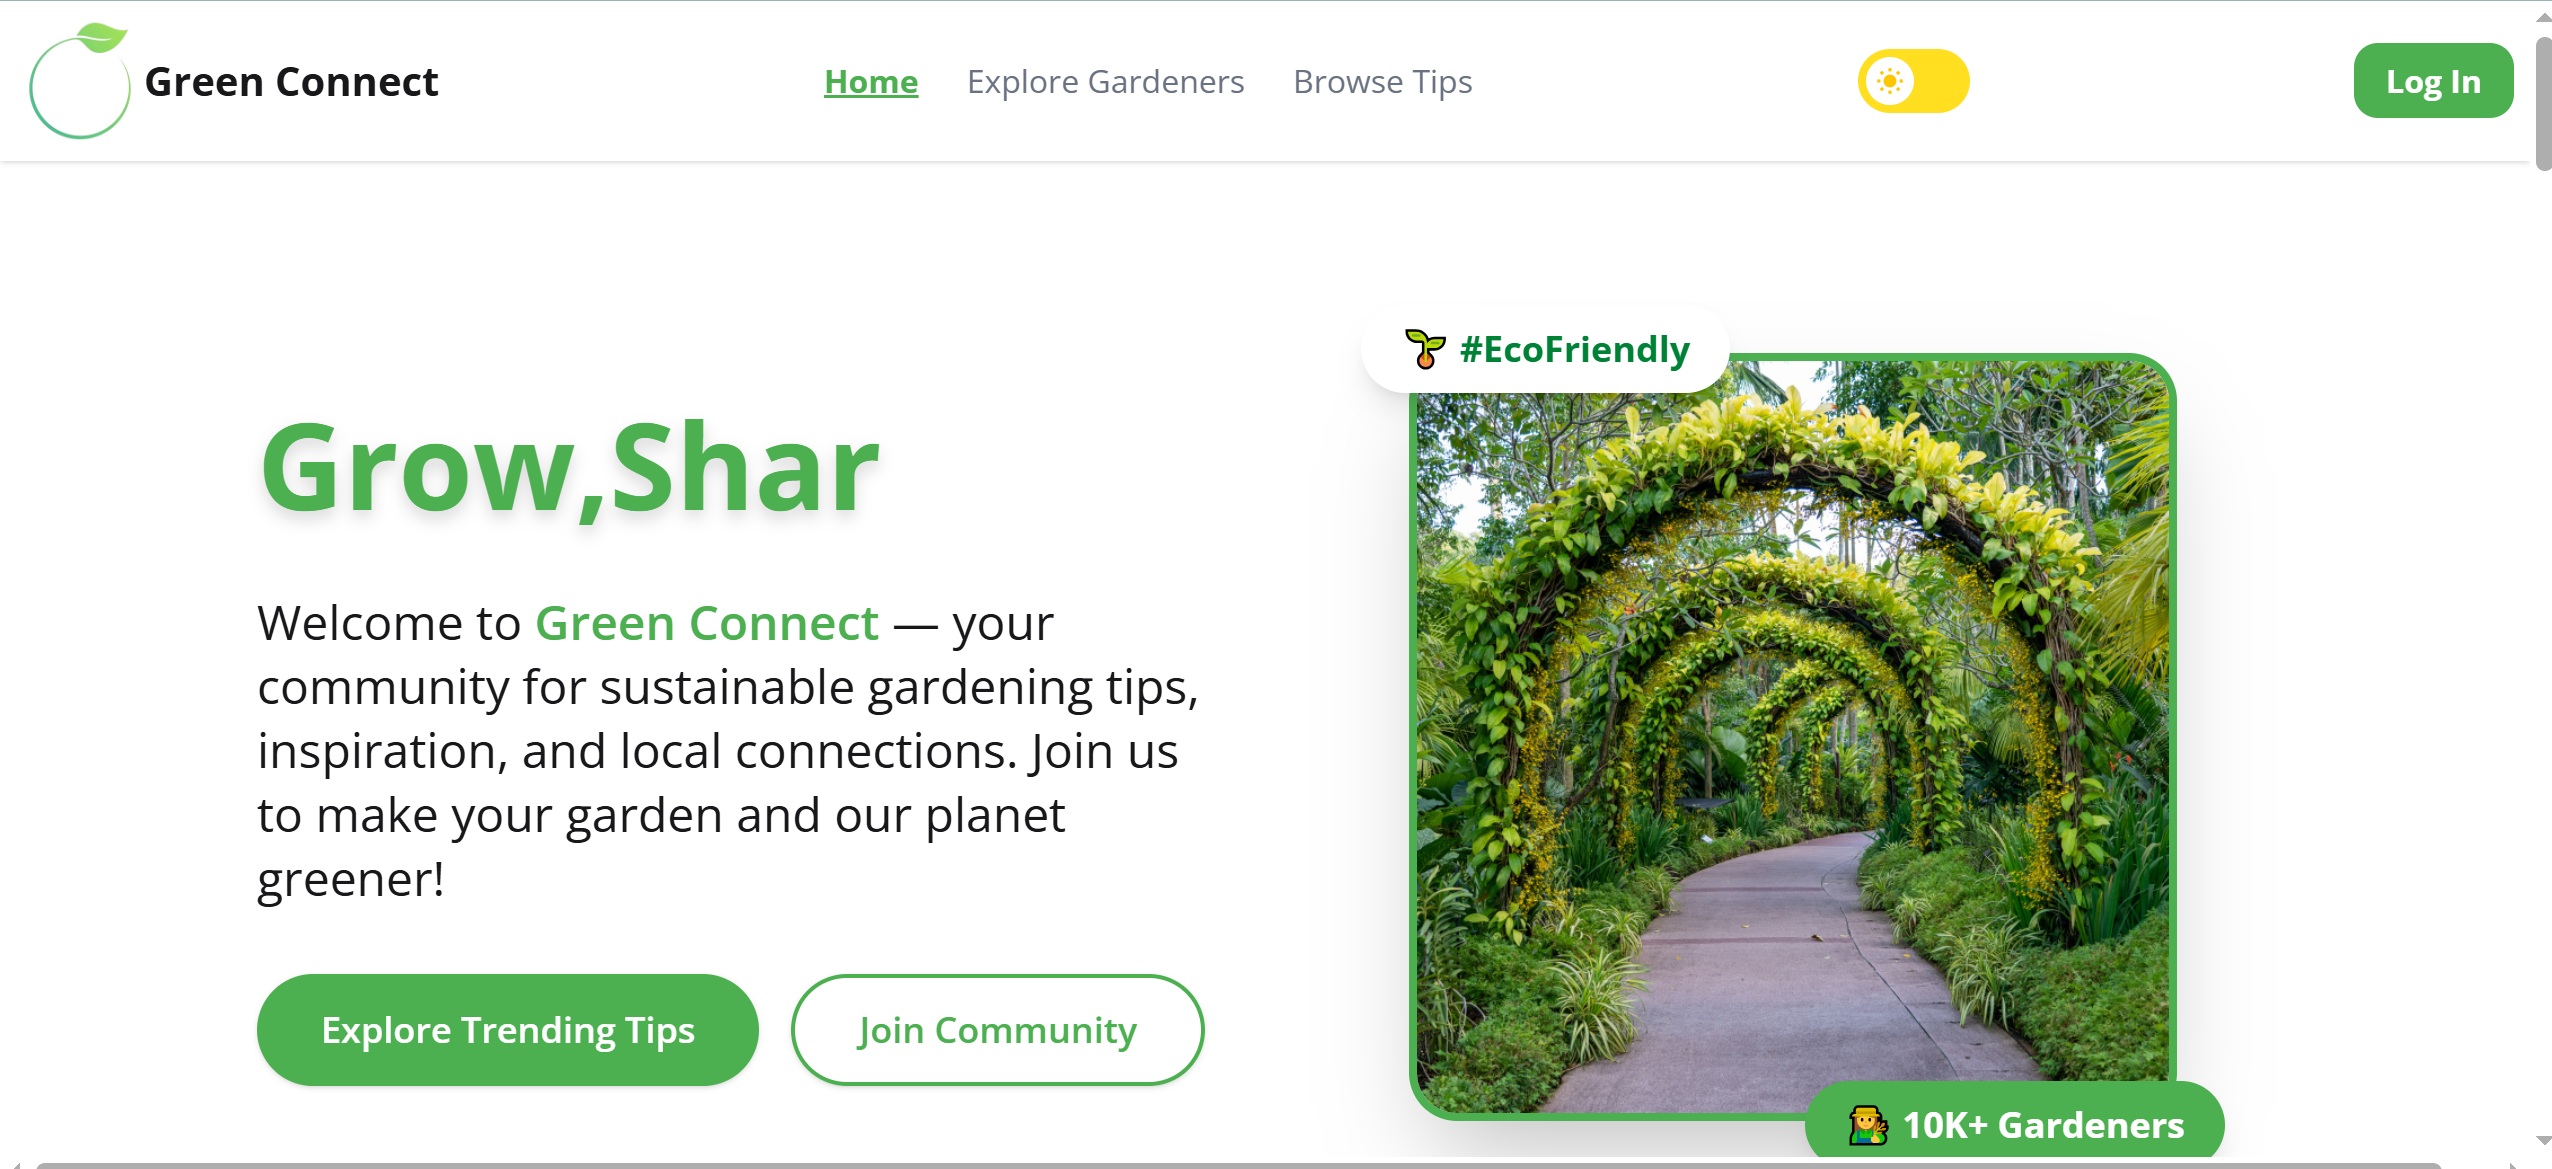 Green Connect
Home
Explore Gardeners
Browse Tips
Log In
#EcoFriendly
Grow,Shar
Welcome to Green Connect — your
community for sustainable gardening tips,
inspiration, and local connections. Join us
to make your garden and our planet
greener!
Explore Trending Tips
Join Community
10K+ Gardeners